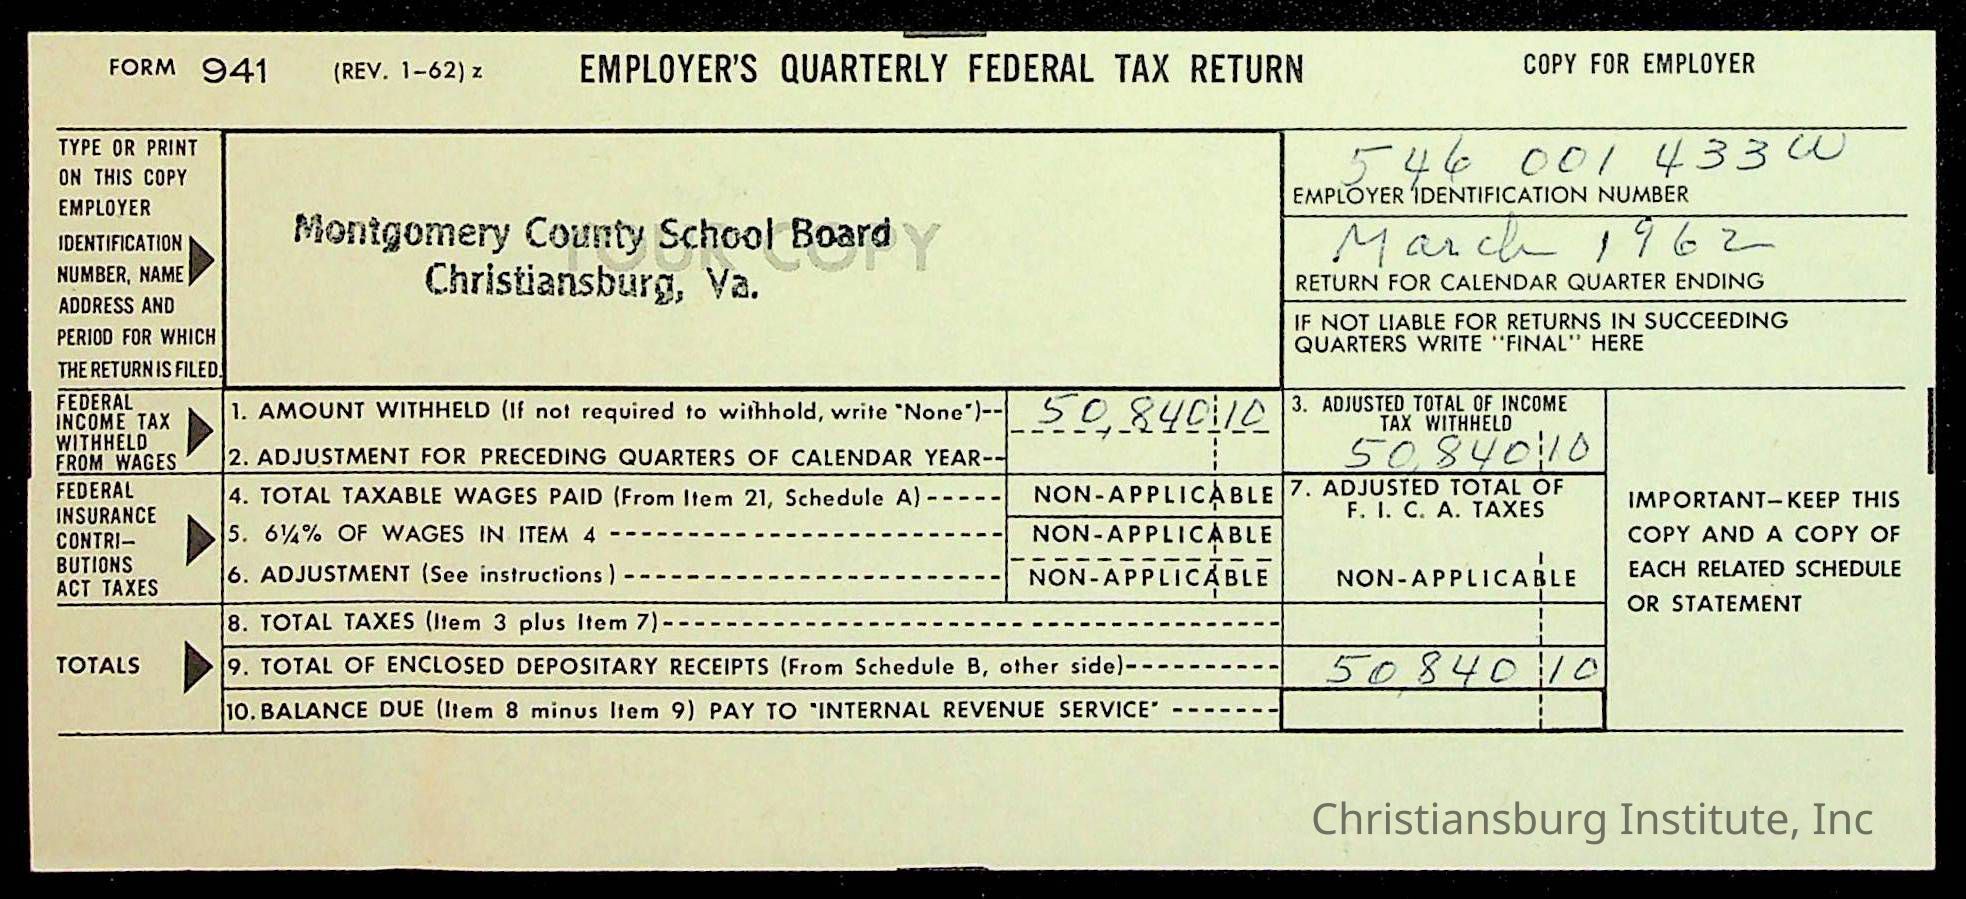 FORM 941 (REV. 1-62) z EMPLOYER'S QUARTERLY FEDERAL TAX RETURN COPY FOR EMPLOYER
TYPE OR PRINT
ON THIS COPY
EMPLOYER
IDENTIFICATION
NUMBER, NAME
ADDRESS AND
PERIOD FOR WHICH
THE RETURN IS FILED.
YOUR COPY
Montgomery County School Board
Christiansburg, Va.
546 001 433 W
EMPLOYER IDENTIFICATION NUMBER
March 1962
RETURN FOR CALENDAR QUARTER ENDING
IF NOT LIABLE FOR RETURNS IN SUCCEEDING
QUARTERS WRITE "FINAL" HERE
FEDERAL
INCOME TAX
WITHHELD
FROM WAGES
1. AMOUNT WITHHELD (If not required to withhold, write "None")-- 50,840 10
2. ADJUSTMENT FOR PRECEDING QUARTERS OF CALENDAR YEAR--
3. ADJUSTED TOTAL OF INCOME
TAX WITHHELD
50,840 10
FEDERAL
INSURANCE
CONTRI-
BUTIONS
ACT TAXES
4. TOTAL TAXABLE WAGES PAID (From Item 21, Schedule A)----- NON-APPLICABLE
5. 6¼% OF WAGES IN ITEM 4 ------------------------ NON-APPLICABLE
6. ADJUSTMENT (See instructions)----------------------- NON-APPLICABLE
7. ADJUSTED TOTAL OF
F. I. C. A. TAXES
NON-APPLICABLE
IMPORTANT—KEEP THIS
COPY AND A COPY OF
EACH RELATED SCHEDULE
OR STATEMENT
TOTALS
8. TOTAL TAXES (Item 3 plus Item 7)---------------------------------------
9. TOTAL OF ENCLOSED DEPOSITARY RECEIPTS (From Schedule B, other side)---------- 50,840 10
10. BALANCE DUE (Item 8 minus Item 9) PAY TO "INTERNAL REVENUE SERVICE" -------
Christiansburg Institute, Inc